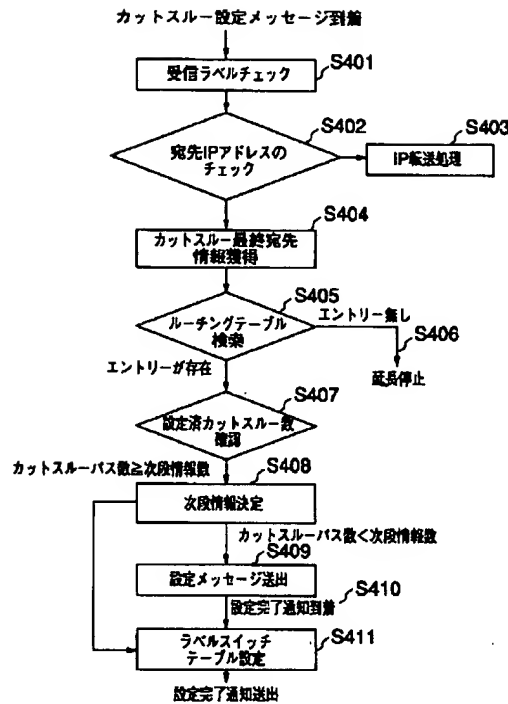 カットスルー設定メッセージ到着
S401
受信ラベルチェック
S402
宛先IPアドレスの
チェック
S403
IP転送処理
S404
カットスルー最終宛先
情報獲得
S405
ルーチングテーブル
検索
エントリー無し
S406
延長停止
エントリーが存在
S407
設定済カットスルー数
確認
カットスルーパス数≧次段情報数
S408
次段情報決定
カットスルーパス数<次段情報数
S409
設定メッセージ送出
S410
設定完了通知到着
S411
ラベルスイッチ
テーブル設定
設定完了通知送出